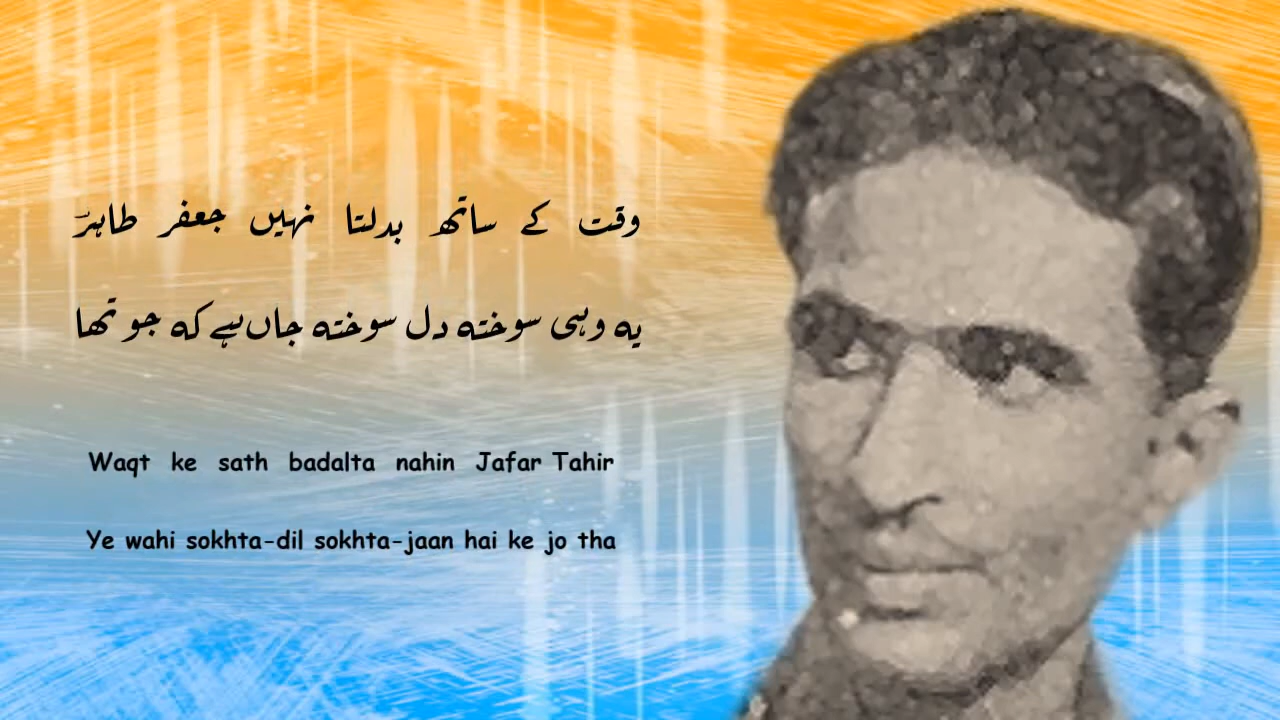 وقت کے ساتھ بدلتا نہیں جعفر طاہرؔ
یہ وہی سوختہ دل سوختہ جاں ہے کہ جو تھا
Waqt ke sath badalta nahin Jafar Tahir
Ye wahi sokhta-dil sokhta-jaan hai ke jo tha